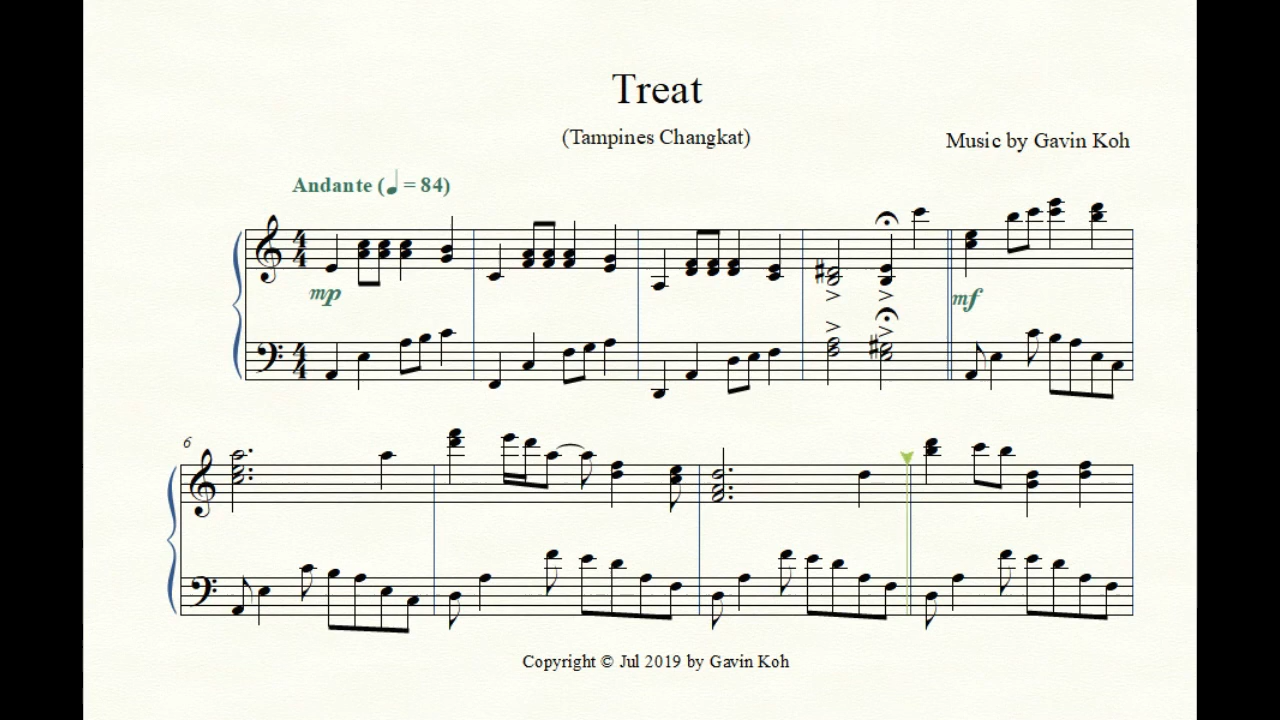 Treat
(Tampines Changkat)
Music by Gavin Koh
Andante (♩ = 84)
mp
mf
6
Copyright © Jul 2019 by Gavin Koh